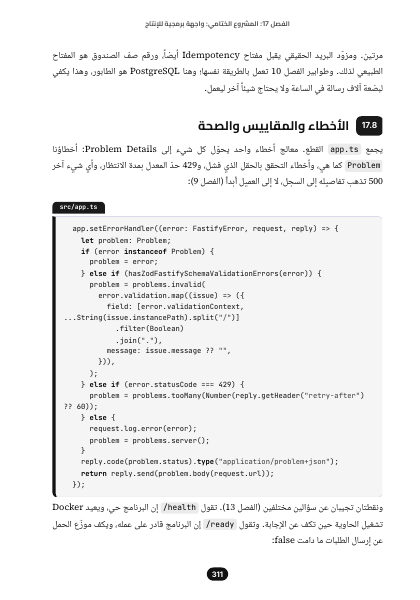 الفصل 17: المشروع الختامي: واجهة برمجية للإنتاج
مرتين. ومزوّد البريد الحقيقي يقبل مفتاح Idempotency أيضاً، ورقم صف الصندوق هو المفتاح
الطبيعي لذلك. وطوابير الفصل 10 تعمل بالطريقة نفسها؛ وهنا PostgreSQL هو الطابور، وهذا يكفي
لبضعة آلاف رسالة في الساعة ولا يحتاج شيئاً آخر ليعمل.
17.8 الأخطاء والمقاييس والصحة
يجمع app.ts القطع. معالج أخطاء واحد يحوّل كل شيء إلى Problem Details: أخطاؤنا
Problem كما هي، وأخطاء التحقق بالحقل الذي فشل، و429 حدّ المعدل بمدة الانتظار، وأي شيء آخر
500 تذهب تفاصيله إلى السجل، لا إلى العميل أبداً (الفصل 9):
src/app.ts
app.setErrorHandler((error: FastifyError, request, reply) => {
let problem: Problem;
if (error instanceof Problem) {
problem = error;
} else if (hasZodFastifySchemaValidationErrors(error)) {
problem = problems.invalid(
error.validation.map((issue) => ({
field: [error.validationContext,
...String(issue.instancePath).split("/")]
.filter(Boolean)
.join("."),
message: issue.message ?? "",
})),
);
} else if (error.statusCode === 429) {
problem = problems.tooMany(Number(reply.getHeader("retry-after")
?? 60));
} else {
request.log.error(error);
problem = problems.server();
}
reply.code(problem.status).type("application/problem+json");
return reply.send(problem.body(request.url));
});
ونقطتان تجيبان عن سؤالين مختلفين (الفصل 13). تقول /health إن البرنامج حي، ويعيد Docker
تشغيل الحاوية حين تكف عن الإجابة. وتقول /ready إن البرنامج قادر على عمله، ويكف موزّع الحمل
عن إرسال الطلبات ما دامت false:
311